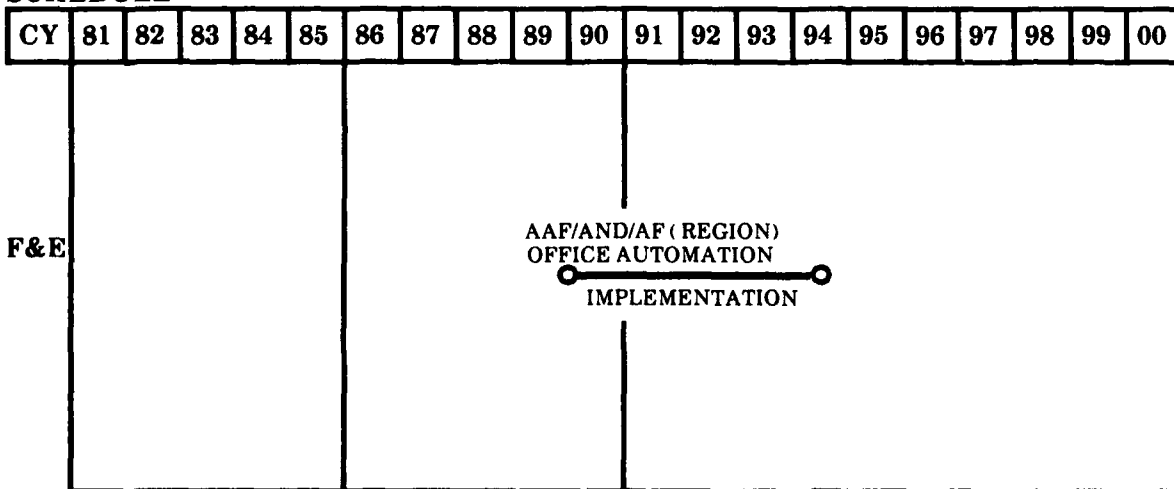 CY 81 82 83 84 85 86 87 88 89 90 91 92 93 94 95 96 97 98 99 00
AAF/AND/AF ( REGION)
F&E
OFFICE AUTOMATION
IMPLEMENTATION